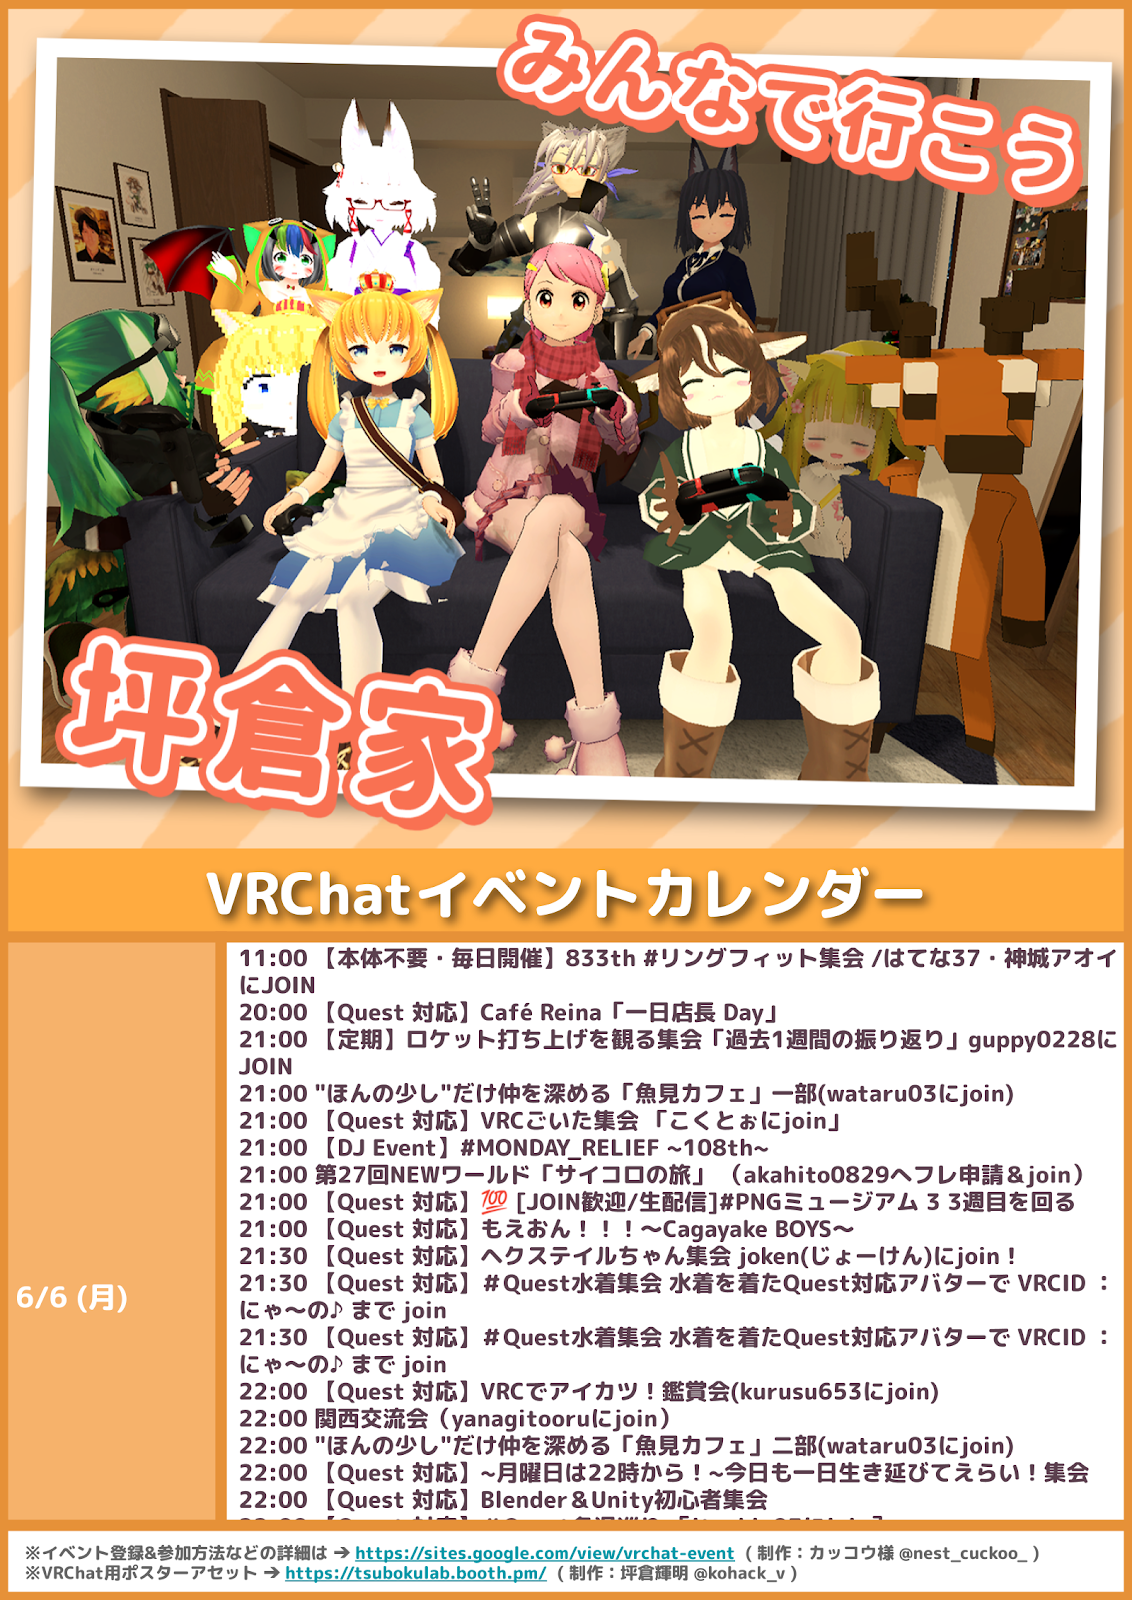 みんなで行こう
坪倉家
VRChatイベントカレンダー
6/6 (月)
11:00 【本体不要・毎日開催】833th #リングフィット集会 /はてな37・神城アオイ
にJOIN
20:00 【Quest 対応】Café Reina「一日店長 Day」
21:00 【定期】ロケット打ち上げを観る集会「過去1週間の振り返り」guppy0228に
JOIN
21:00 "ほんの少し"だけ仲を深める「魚見カフェ」一部(wataru03にjoin)
21:00 【Quest 対応】VRCごいた集会 「こくとぉにjoin」
21:00 【DJ Event】#MONDAY_RELIEF ~108th~
21:00 第27回NEWワールド「サイコロの旅」 （akahito0829へフレ申請＆join）
21:00 【Quest 対応】💯 [JOIN歓迎/生配信]#PNGミュージアム 3 3週目を回る
21:00 【Quest 対応】もえおん！！！～Cagayake BOYS～
21:30 【Quest 対応】ヘクステイルちゃん集会 joken(じょーけん)にjoin！
21:30 【Quest 対応】＃Quest水着集会 水着を着たQuest対応アバターで VRCID ：
にゃ～の♪ まで join
21:30 【Quest 対応】＃Quest水着集会 水着を着たQuest対応アバターで VRCID ：
にゃ～の♪ まで join
22:00 【Quest 対応】VRCでアイカツ！鑑賞会(kurusu653にjoin)
22:00 関西交流会（yanagitooruにjoin）
22:00 "ほんの少し"だけ仲を深める「魚見カフェ」二部(wataru03にjoin)
22:00 【Quest 対応】~月曜日は22時から！~今日も一日生き延びてえらい！集会
22:00 【Quest 対応】Blender＆Unity初心者集会
※イベント登録&参加方法などの詳細は → https://sites.google.com/view/vrchat-event （ 制作：カッコウ様 @nest_cuckoo_ ）
※VRChat用ポスターアセット → https://tsubokulab.booth.pm/ （ 制作：坪倉輝明 @kohack_v ）